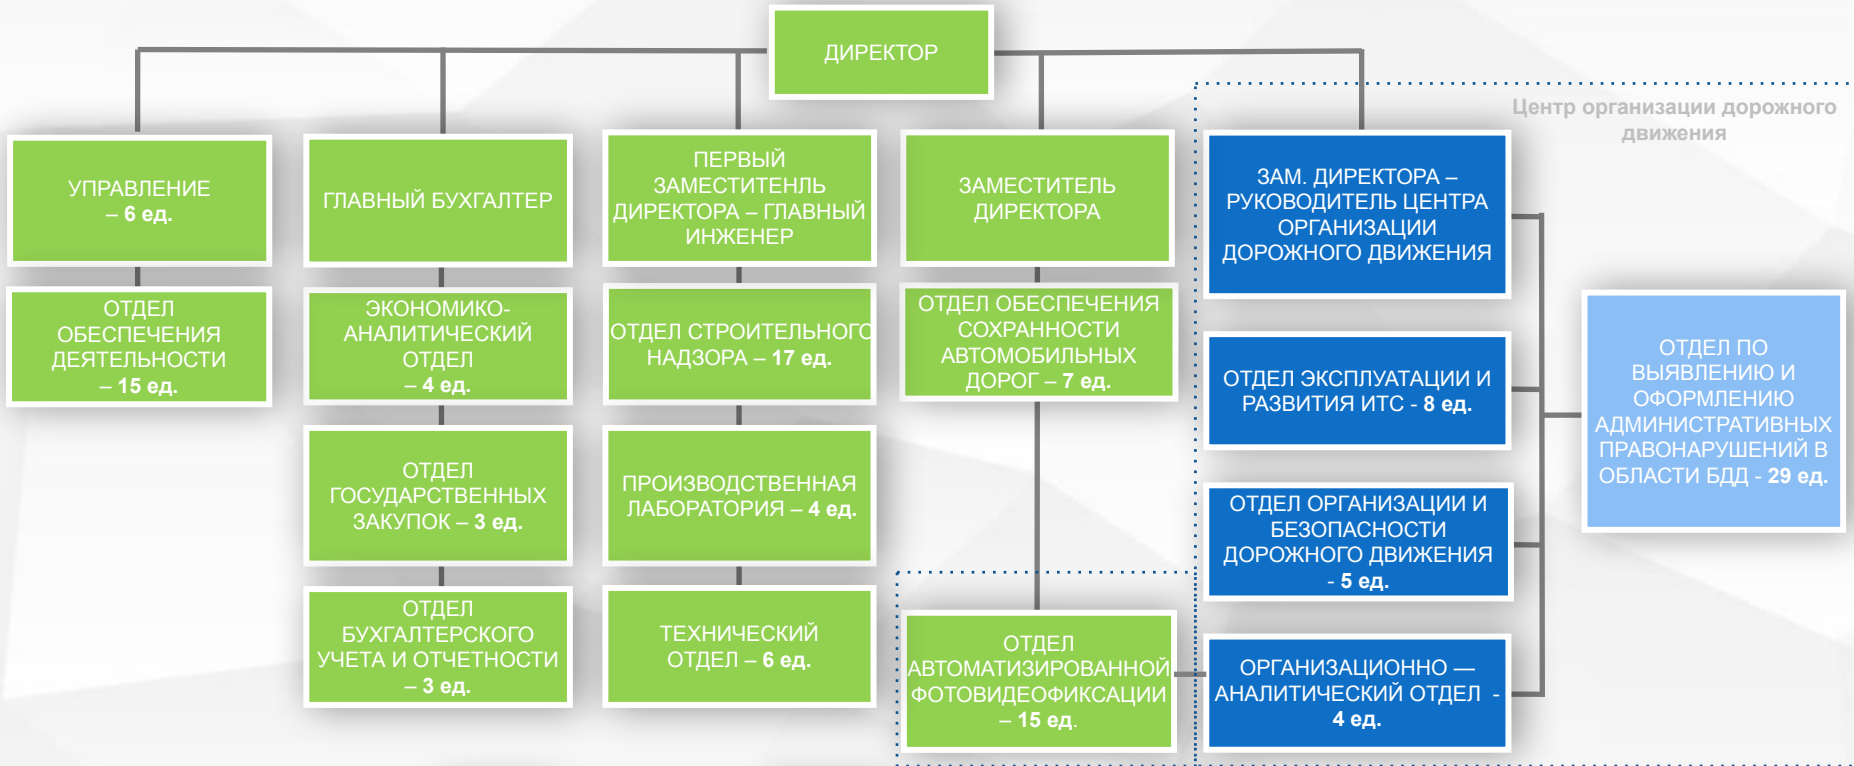 ДИРЕКТОР
Центр организации дорожного
движения
УПРАВЛЕНИЕ
– 6 ед.
ГЛАВНЫЙ БУХГАЛТЕР
ПЕРВЫЙ
ЗАМЕСТИТЕНЛЬ
ДИРЕКТОРА – ГЛАВНЫЙ
ИНЖЕНЕР
ЗАМЕСТИТЕЛЬ
ДИРЕКТОРА
ЗАМ. ДИРЕКТОРА –
РУКОВОДИТЕЛЬ ЦЕНТРА
ОРГАНИЗАЦИИ
ДОРОЖНОГО ДВИЖЕНИЯ
ОТДЕЛ
ОБЕСПЕЧЕНИЯ
ДЕЯТЕЛЬНОСТИ
– 15 ед.
ЭКОНОМИКО-
АНАЛИТИЧЕСКИЙ
ОТДЕЛ
– 4 ед.
ОТДЕЛ СТРОИТЕЛЬНОГО
НАДЗОРА – 17 ед.
ОТДЕЛ ОБЕСПЕЧЕНИЯ
СОХРАННОСТИ
АВТОМОБИЛЬНЫХ
ДОРОГ – 7 ед.
ОТДЕЛ ЭКСПЛУАТАЦИИ И
РАЗВИТИЯ ИТС - 8 ед.
ОТДЕЛ ПО
ВЫЯВЛЕНИЮ И
ОФОРМЛЕНИЮ
АДМИНИСТРАТИВНЫХ
ПРАВОНАРУШЕНИЙ В
ОБЛАСТИ БДД - 29 ед.
ОТДЕЛ
ГОСУДАРСТВЕННЫХ
ЗАКУПОК – 3 ед.
ПРОИЗВОДСТВЕННАЯ
ЛАБОРАТОРИЯ – 4 ед.
ОТДЕЛ ОРГАНИЗАЦИИ И
БЕЗОПАСНОСТИ
ДОРОЖНОГО ДВИЖЕНИЯ
- 5 ед.
ОТДЕЛ
БУХГАЛТЕРСКОГО
УЧЕТА И ОТЧЕТНОСТИ
– 3 ед.
ТЕХНИЧЕСКИЙ
ОТДЕЛ – 6 ед.
ОТДЕЛ
АВТОМАТИЗИРОВАННОЙ
ФОТОВИДЕОФИКСАЦИИ
– 15 ед.
ОРГАНИЗАЦИОННО —
АНАЛИТИЧЕСКИЙ ОТДЕЛ -
4 ед.